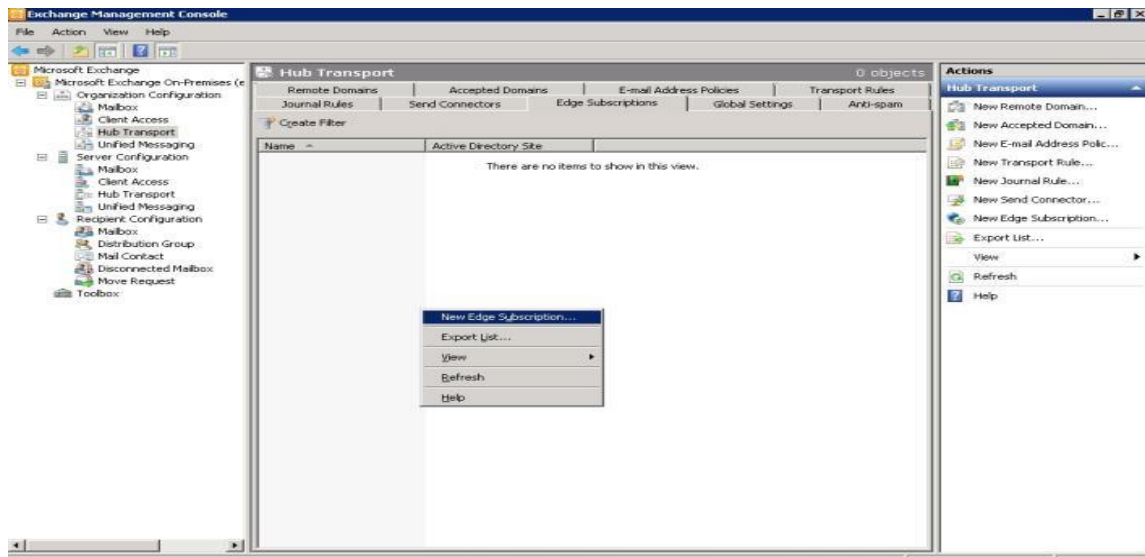 Exchange Management Console
File Action View Help
Microsoft Exchange
Microsoft Exchange On-Premises (e
Organization Configuration
Mailbox
Client Access
Hub Transport
Unified Messaging
Server Configuration
Mailbox
Client Access
Hub Transport
Unified Messaging
Recipient Configuration
Mailbox
Distribution Group
Mail Contact
Disconnected Mailbox
Move Request
Toolbox
Hub Transport 0 objects
Remote Domains Accepted Domains E-mail Address Policies Transport Rules
Journal Rules Send Connectors Edge Subscriptions Global Settings Anti-spam
Create Filter
Name Active Directory Site
There are no items to show in this view.
New Edge Subscription...
Export List...
View
Refresh
Help
Actions
Hub Transport
New Remote Domain...
New Accepted Domain...
New E-mail Address Polic...
New Transport Rule...
New Journal Rule...
New Send Connector...
New Edge Subscription...
Export List...
View
Refresh
Help